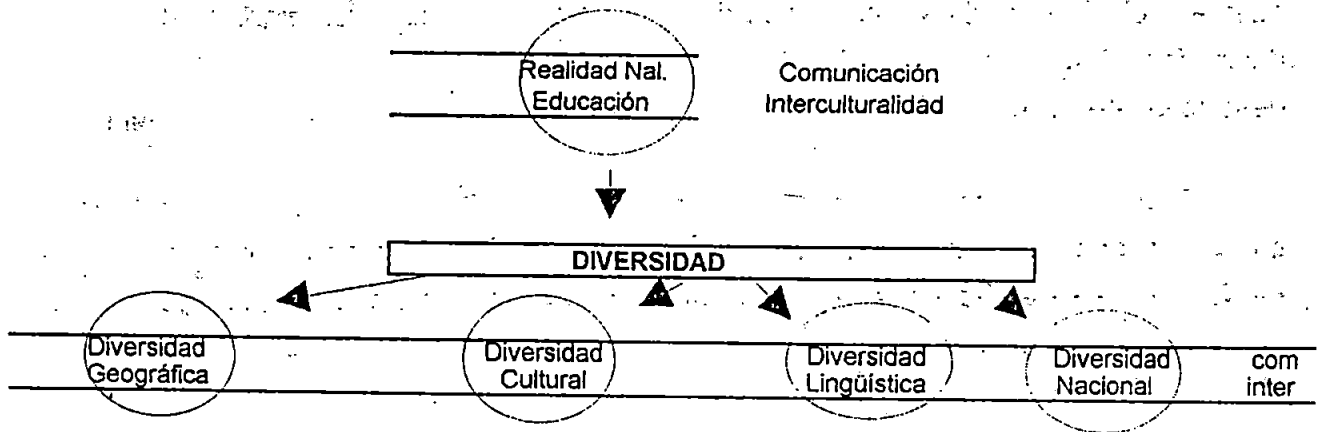 Realidad Nal.
Educación
Comunicación
Interculturalidad
DIVERSIDAD
Diversidad
Geográfica
Diversidad
Cultural
Diversidad
Lingüística
Diversidad
Nacional
com
inter